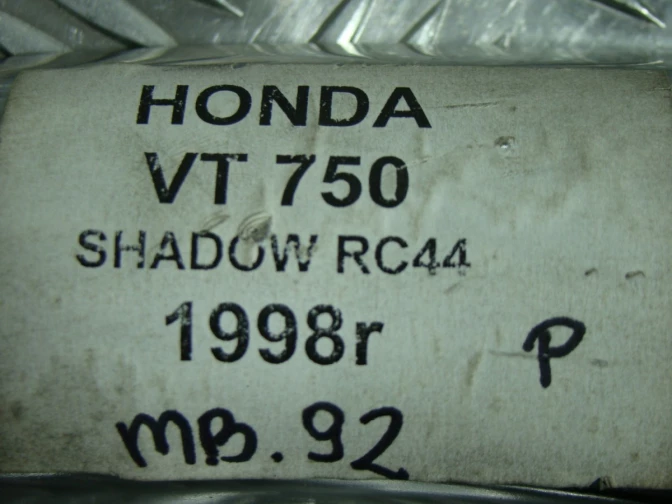 HONDA
VT 750
SHADOW RC44
1998r
P
MB.92